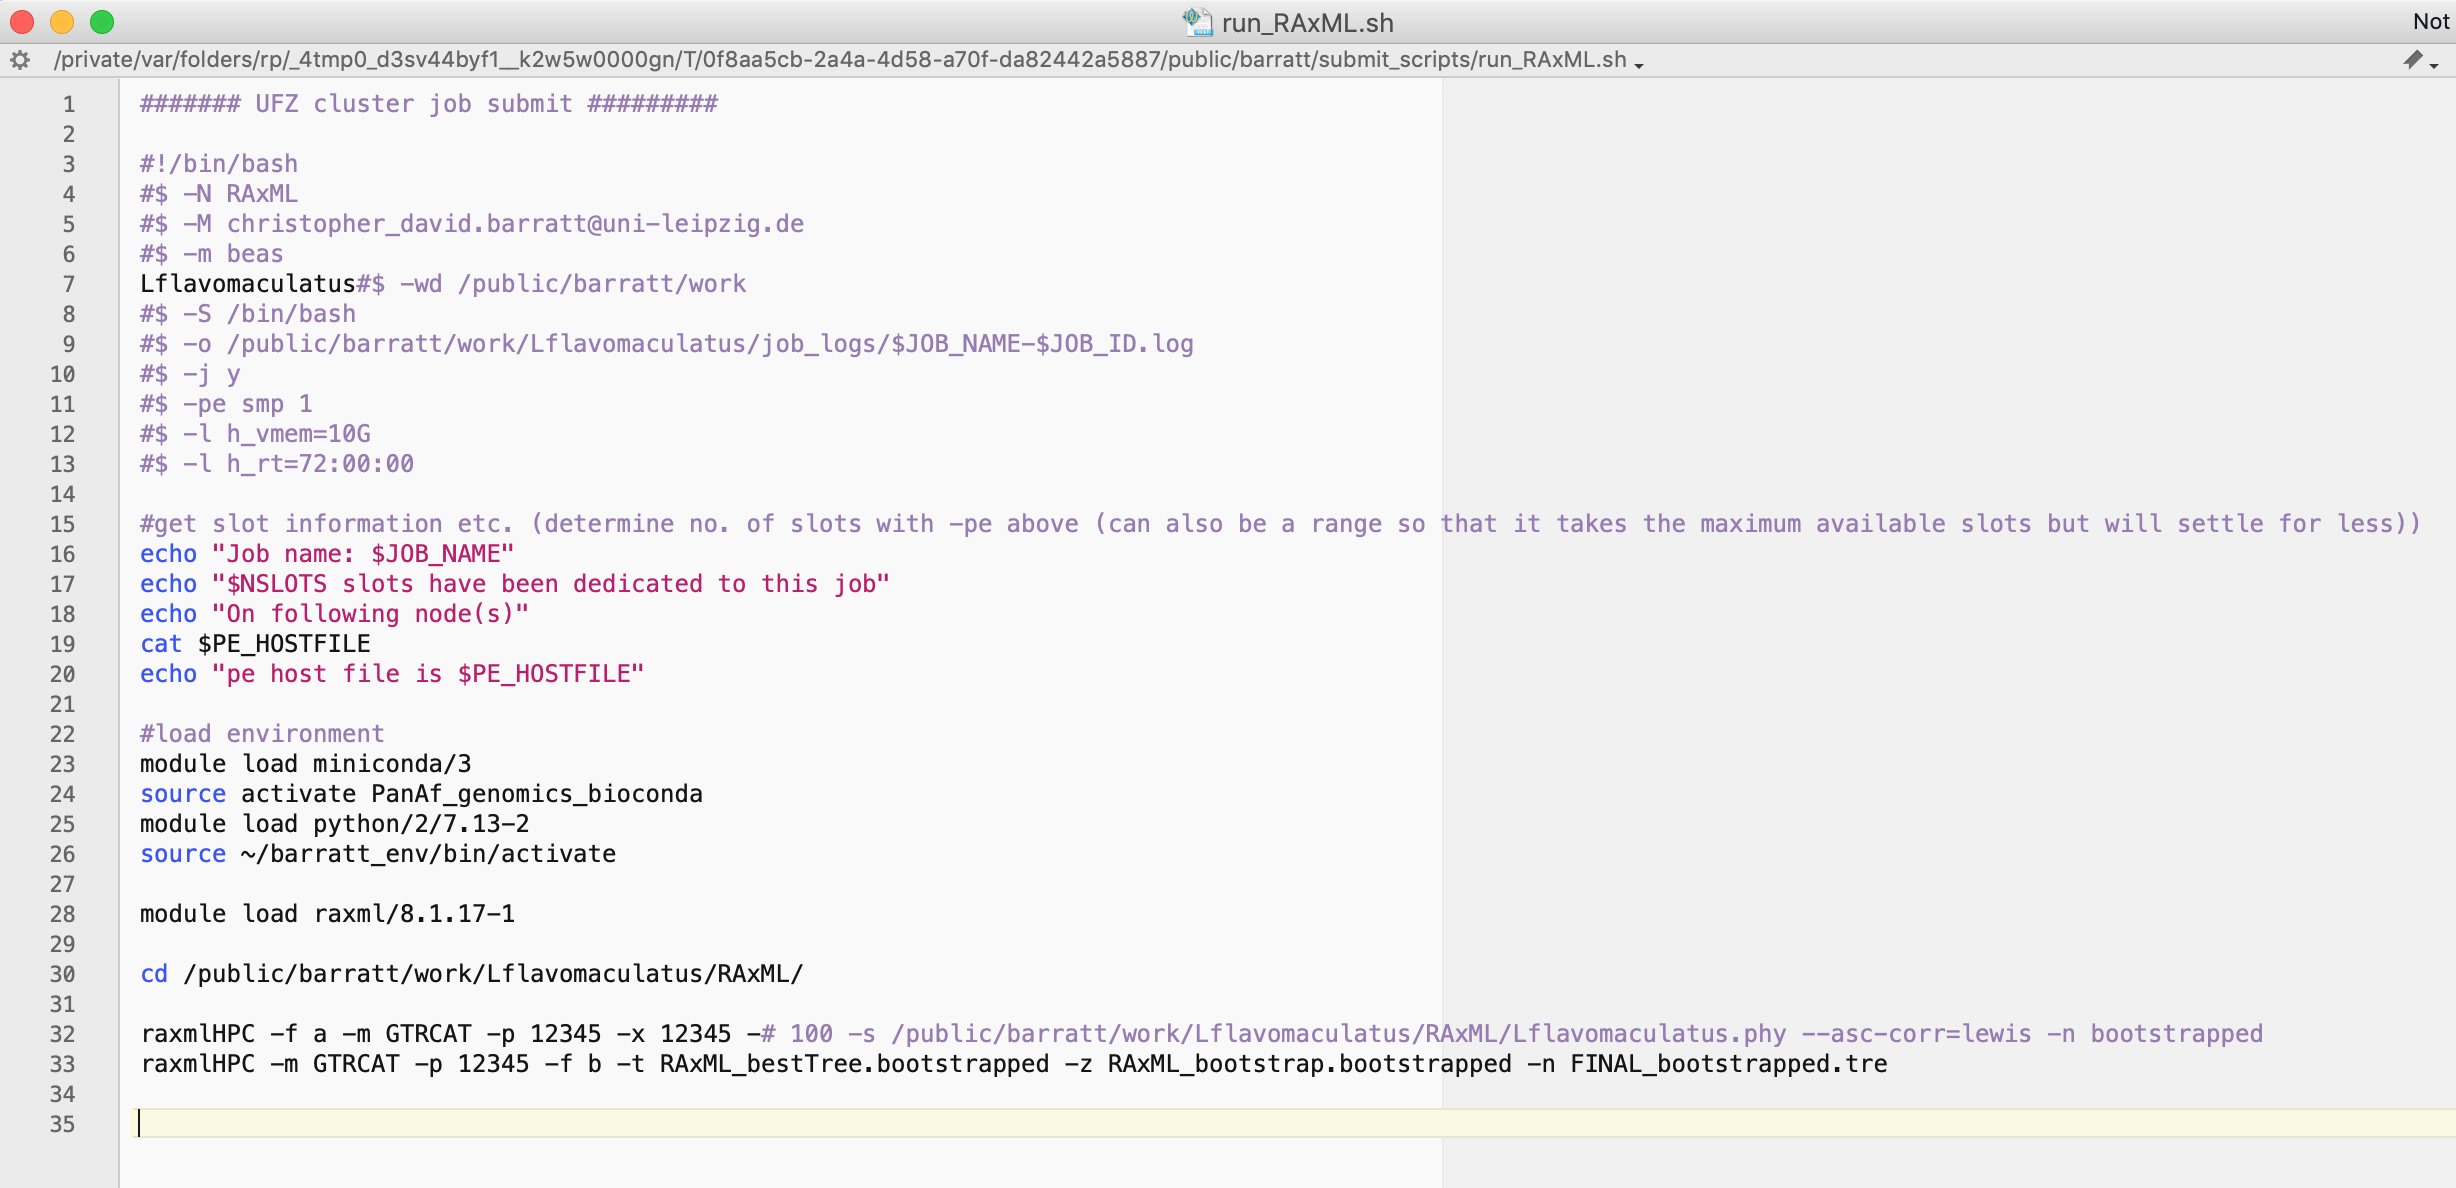 run_RAxML.sh
Not
/private/var/folders/rp/_4tmp0_d3sv44byf1__k2w5w0000gn/T/0f8aa5cb-2a4a-4d58-a70f-da82442a5887/public/barratt/submit_scripts/run_RAxML.sh
1 ####### UFZ cluster job submit #########
2
3 #!/bin/bash
4 #$ -N RAxML
5 #$ -M christopher_david.barratt@uni-leipzig.de
6 #$ -m beas
7 Lflavomaculatus#$ -wd /public/barratt/work
8 #$ -S /bin/bash
9 #$ -o /public/barratt/work/Lflavomaculatus/job_logs/$JOB_NAME-$JOB_ID.log
10 #$ -j y
11 #$ -pe smp 1
12 #$ -l h_vmem=10G
13 #$ -l h_rt=72:00:00
14
15 #get slot information etc. (determine no. of slots with -pe above (can also be a range so that it takes the maximum available slots but will settle for less))
16 echo "Job name: $JOB_NAME"
17 echo "$NSLOTS slots have been dedicated to this job"
18 echo "On following node(s)"
19 cat $PE_HOSTFILE
20 echo "pe host file is $PE_HOSTFILE"
21
22 #load environment
23 module load miniconda/3
24 source activate PanAf_genomics_bioconda
25 module load python/2/7.13-2
26 source ~/barratt_env/bin/activate
27
28 module load raxml/8.1.17-1
29
30 cd /public/barratt/work/Lflavomaculatus/RAxML/
31
32 raxmlHPC -f a -m GTRCAT -p 12345 -x 12345 -# 100 -s /public/barratt/work/Lflavomaculatus/RAxML/Lflavomaculatus.phy --asc-corr=lewis -n bootstrapped
33 raxmlHPC -m GTRCAT -p 12345 -f b -t RAxML_bestTree.bootstrapped -z RAxML_bootstrap.bootstrapped -n FINAL_bootstrapped.tre
34
35